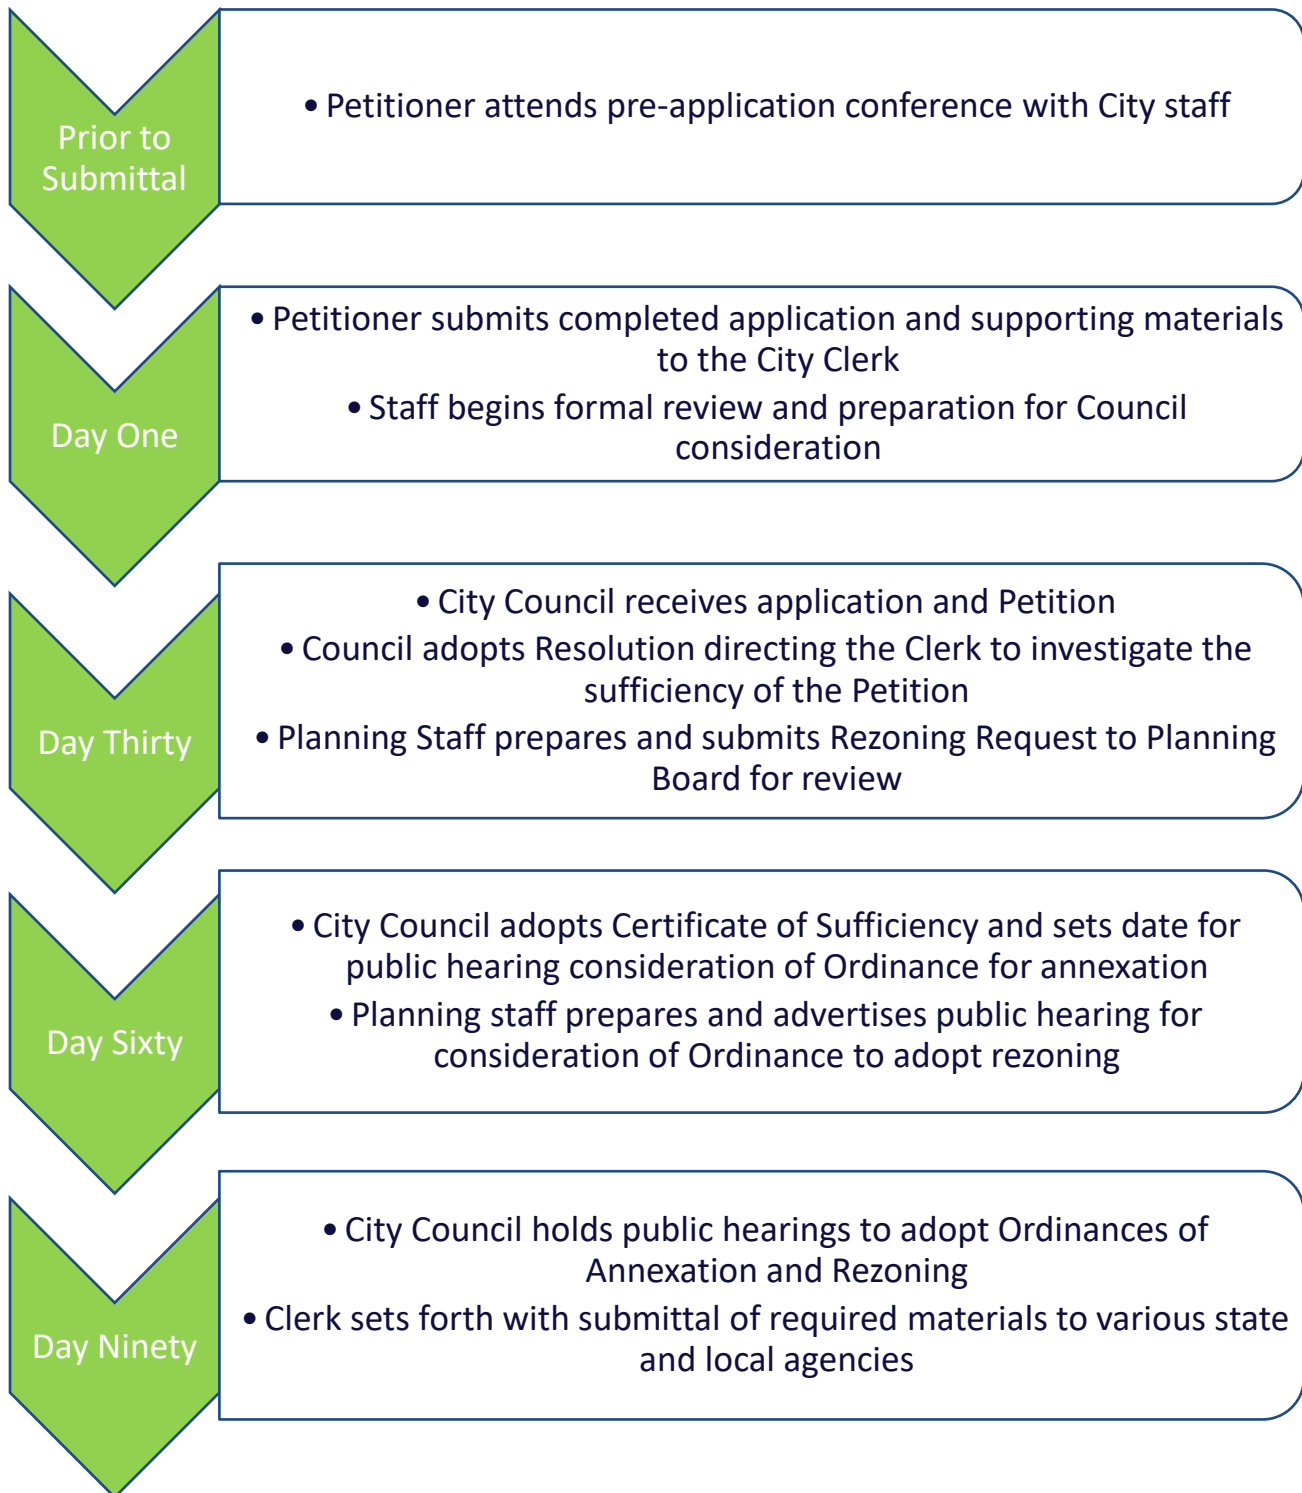 Prior to
Submittal
• Petitioner attends pre-application conference with City staff
Day One
• Petitioner submits completed application and supporting materials
to the City Clerk
• Staff begins formal review and preparation for Council
consideration
Day Thirty
• City Council receives application and Petition
• Council adopts Resolution directing the Clerk to investigate the
sufficiency of the Petition
• Planning Staff prepares and submits Rezoning Request to Planning
Board for review
Day Sixty
• City Council adopts Certificate of Sufficiency and sets date for
public hearing consideration of Ordinance for annexation
• Planning staff prepares and advertises public hearing for
consideration of Ordinance to adopt rezoning
Day Ninety
• City Council holds public hearings to adopt Ordinances of
Annexation and Rezoning
• Clerk sets forth with submittal of required materials to various state
and local agencies